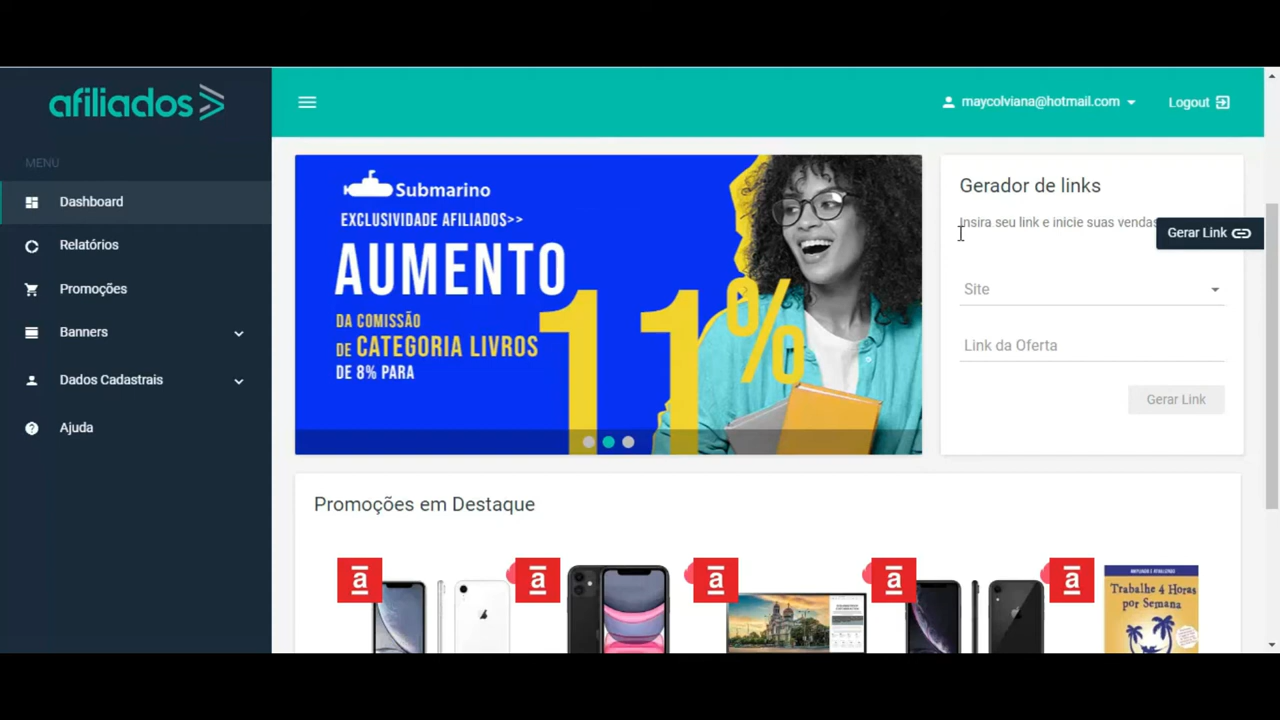 afiliados
maycolviana@hotmail.com
Logout
MENU
Dashboard
Relatórios
Promoções
Banners
Dados Cadastrais
Ajuda
Submarino
EXCLUSIVIDADE AFILIADOS>>
AUMENTO
DA COMISSÃO
DE CATEGORIA LIVROS
DE 8% PARA
11%
Gerador de links
Insira seu link e inicie suas vendas
Gerar Link
Site
Link da Oferta
Gerar Link
Promoções em Destaque
a
a
a
a
a
Trabalhe 4 Horas
por Semana